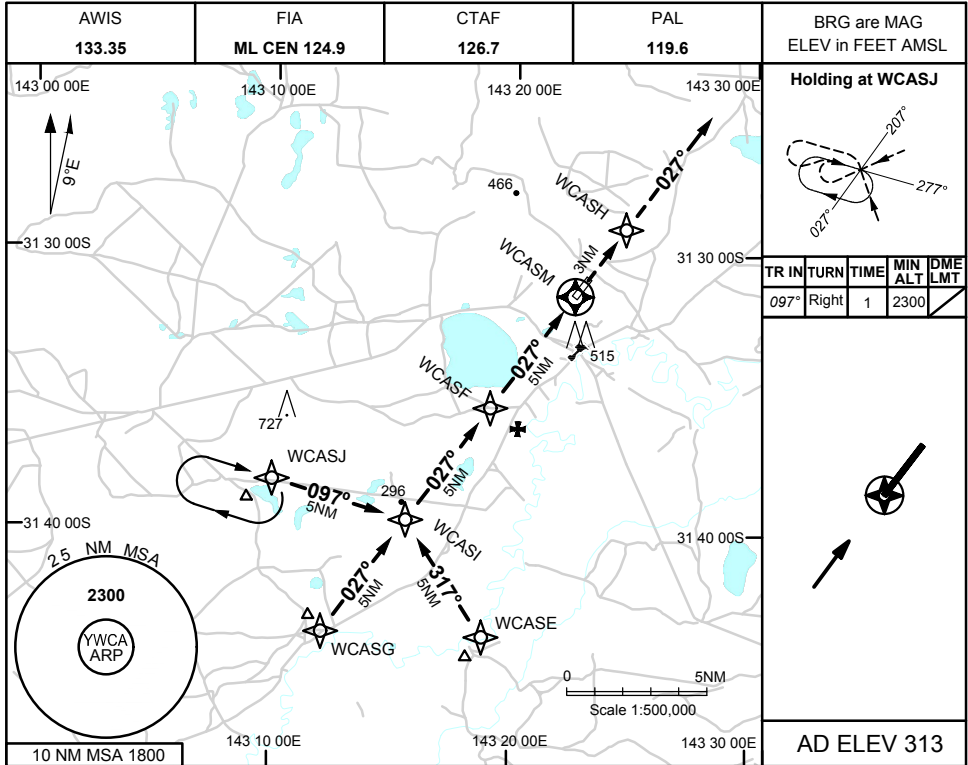 AWIS
133.35
FIA
ML CEN 124.9
CTAF
126.7
PAL
119.6
BRG are MAG
ELEV in FEET AMSL
143 00 00E
143 10 00E
143 20 00E
143 30 00E
9°E
466
WCASH
027°
31 30 00S
WCASM
3NM
31 30 00S
027°
5NM
515
WCASF
727
WCASJ
027°
5NM
097°
5NM
296
WCASI
31 40 00S
31 40 00S
027°
5NM
317°
5NM
WCASG
WCASE
25 NM MSA
2300
YWCA
ARP
10 NM MSA 1800
0
5NM
Scale 1:500,000
143 10 00E
143 20 00E
143 30 00E
Holding at WCASJ
207°
277°
027°
TR IN
TURN
TIME
MIN
ALT
DME
LMT
097°
Right
1
2300
AD ELEV 313